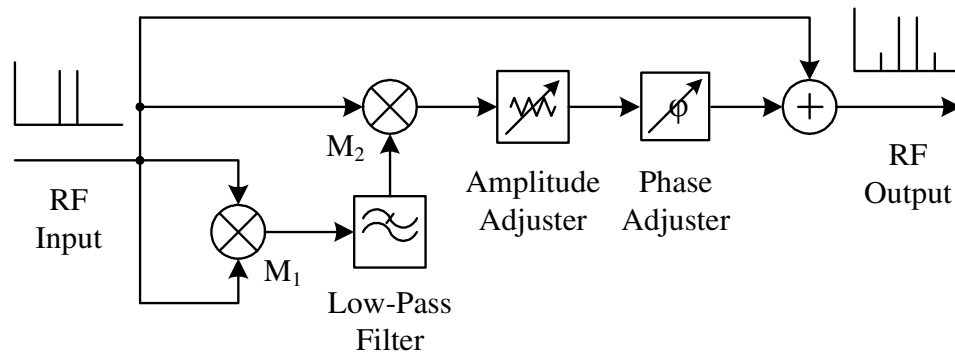 M₂
φ
RF
Input
M₁
Low-Pass
Filter
Amplitude
Adjuster
Phase
Adjuster
RF
Output